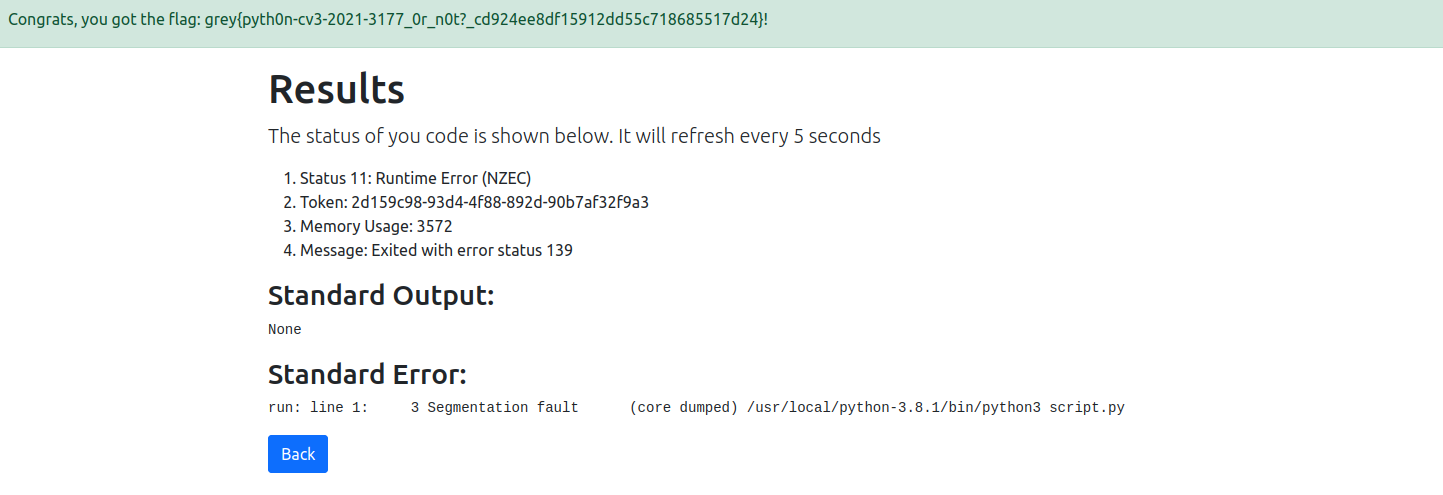 Congrats, you got the flag: grey{pyth0n-cv3-2021-3177_0r_n0t?_cd924ee8df15912dd55c718685517d24}!
Results
The status of you code is shown below. It will refresh every 5 seconds
1. Status 11: Runtime Error (NZEC)
2. Token: 2d159c98-93d4-4f88-892d-90b7af32f9a3
3. Memory Usage: 3572
4. Message: Exited with error status 139
Standard Output:
None
Standard Error:
run: line 1:     3 Segmentation fault      (core dumped) /usr/local/python-3.8.1/bin/python3 script.py
Back